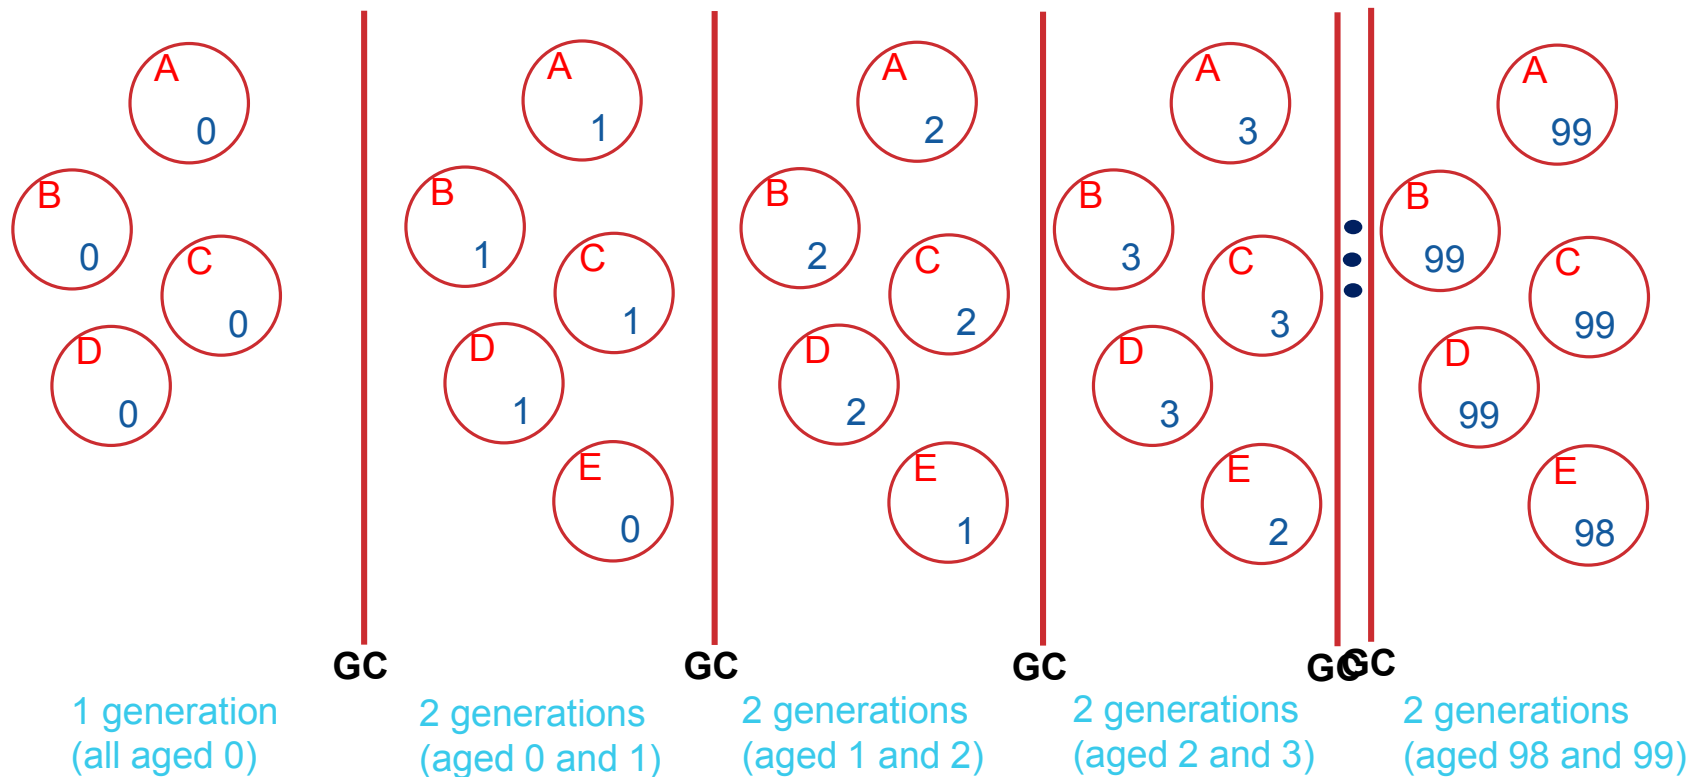 A
0
B
0
C
0
D
0
A
1
B
1
C
1
D
1
E
0
A
2
B
2
C
2
D
2
E
1
A
3
B
3
C
3
D
3
E
2
A
99
B
99
C
99
D
99
E
98
GC
GC
GC
GC
GC
1 generation
(all aged 0)
2 generations
(aged 0 and 1)
2 generations
(aged 1 and 2)
2 generations
(aged 2 and 3)
2 generations
(aged 98 and 99)